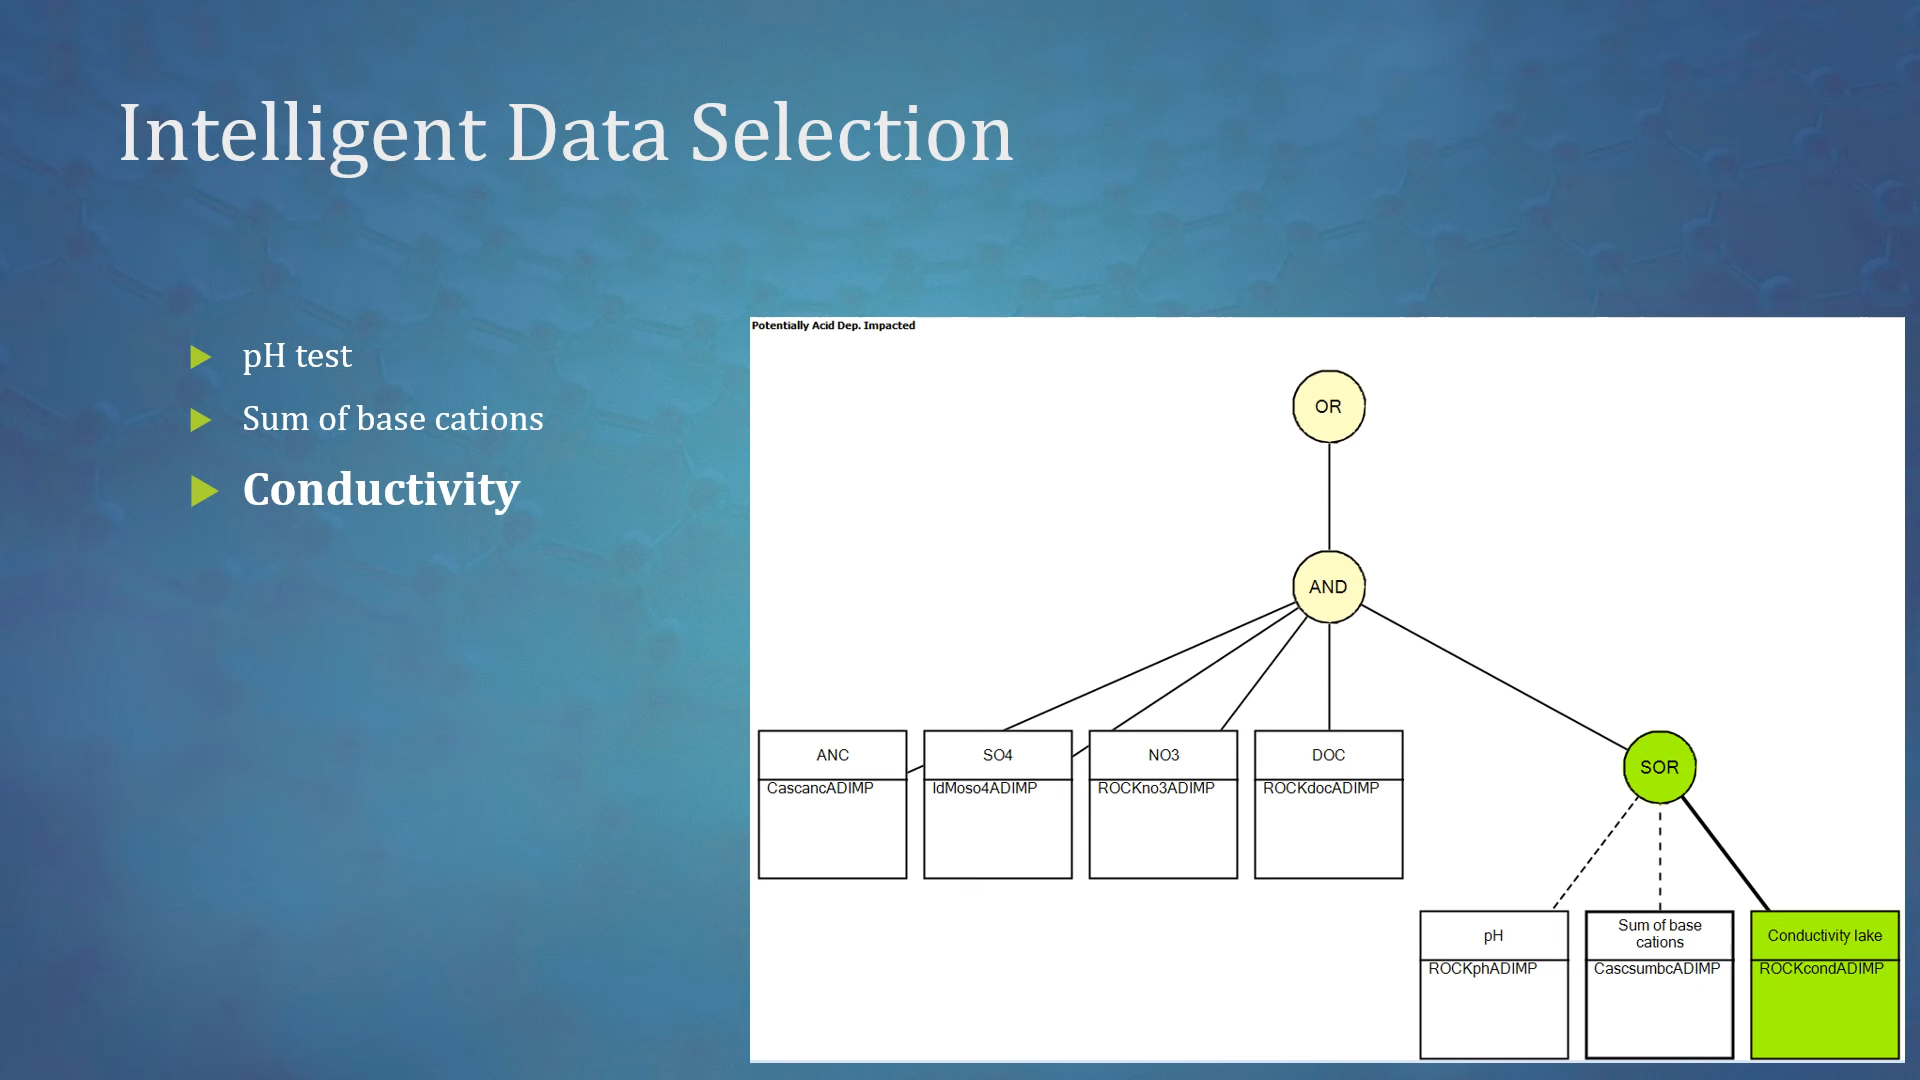 Intelligent Data Selection
pH test
Sum of base cations
Conductivity
Potentially Acid Dep. Impacted
OR
AND
SOR
ANC
CascancADIMP
SO4
IdMoso4ADIMP
NO3
ROCKno3ADIMP
DOC
ROCKdocADIMP
pH
ROCKphADIMP
Sum of base
cations
CascsumbcADIMP
Conductivity lake
ROCKcondADIMP